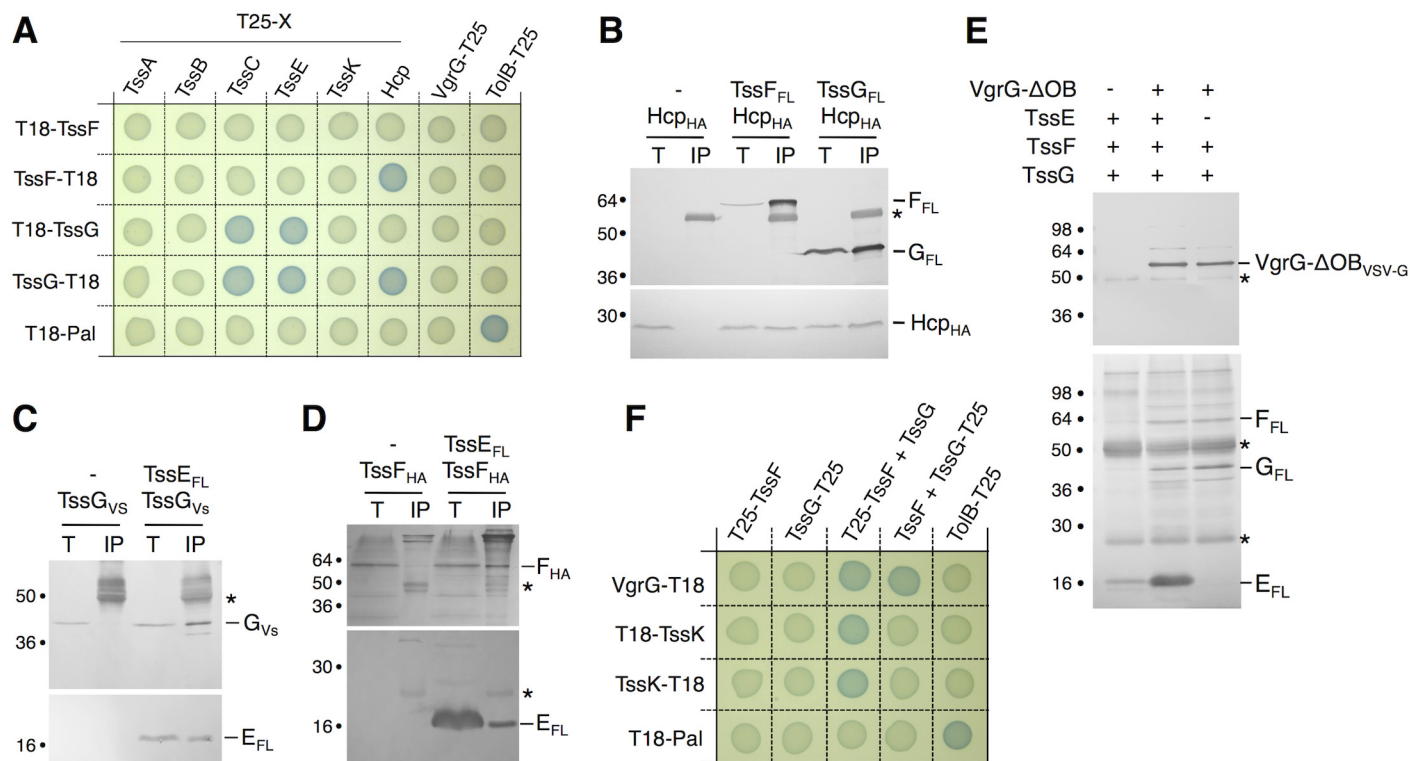 A
T25-X
TssA TssB TssC TssE TssK Hcp VgrG-T25 TolB-T25
T18-TssF
TssF-T18
T18-TssG
TssG-T18
T18-Pal
B
- TssF_FL TssG_FL
Hcp_HA Hcp_HA Hcp_HA
T IP T IP T IP
64• –F_FL
*
50•
–G_FL
36•
30• –Hcp_HA
E
VgrG-ΔOB - + +
TssE + + -
TssF + + +
TssG + + +
98•
64•
–VgrG-ΔOB_VSV-G
50• *
36•
98•
64• –F_FL
50• *
–G_FL
36•
30•
*
16• –E_FL
C
- TssE_FL
TssG_VS TssG_Vs
T IP T IP
50• *
–G_Vs
36•
16• –E_FL
D
- TssE_FL
TssF_HA TssF_HA
T IP T IP
64• –F_HA
50• *
36•
30•
*
16• –E_FL
F
T25-TssF TssG-T25 T25-TssF + TssG TssF + TssG-T25 TolB-T25
VgrG-T18
T18-TssK
TssK-T18
T18-Pal